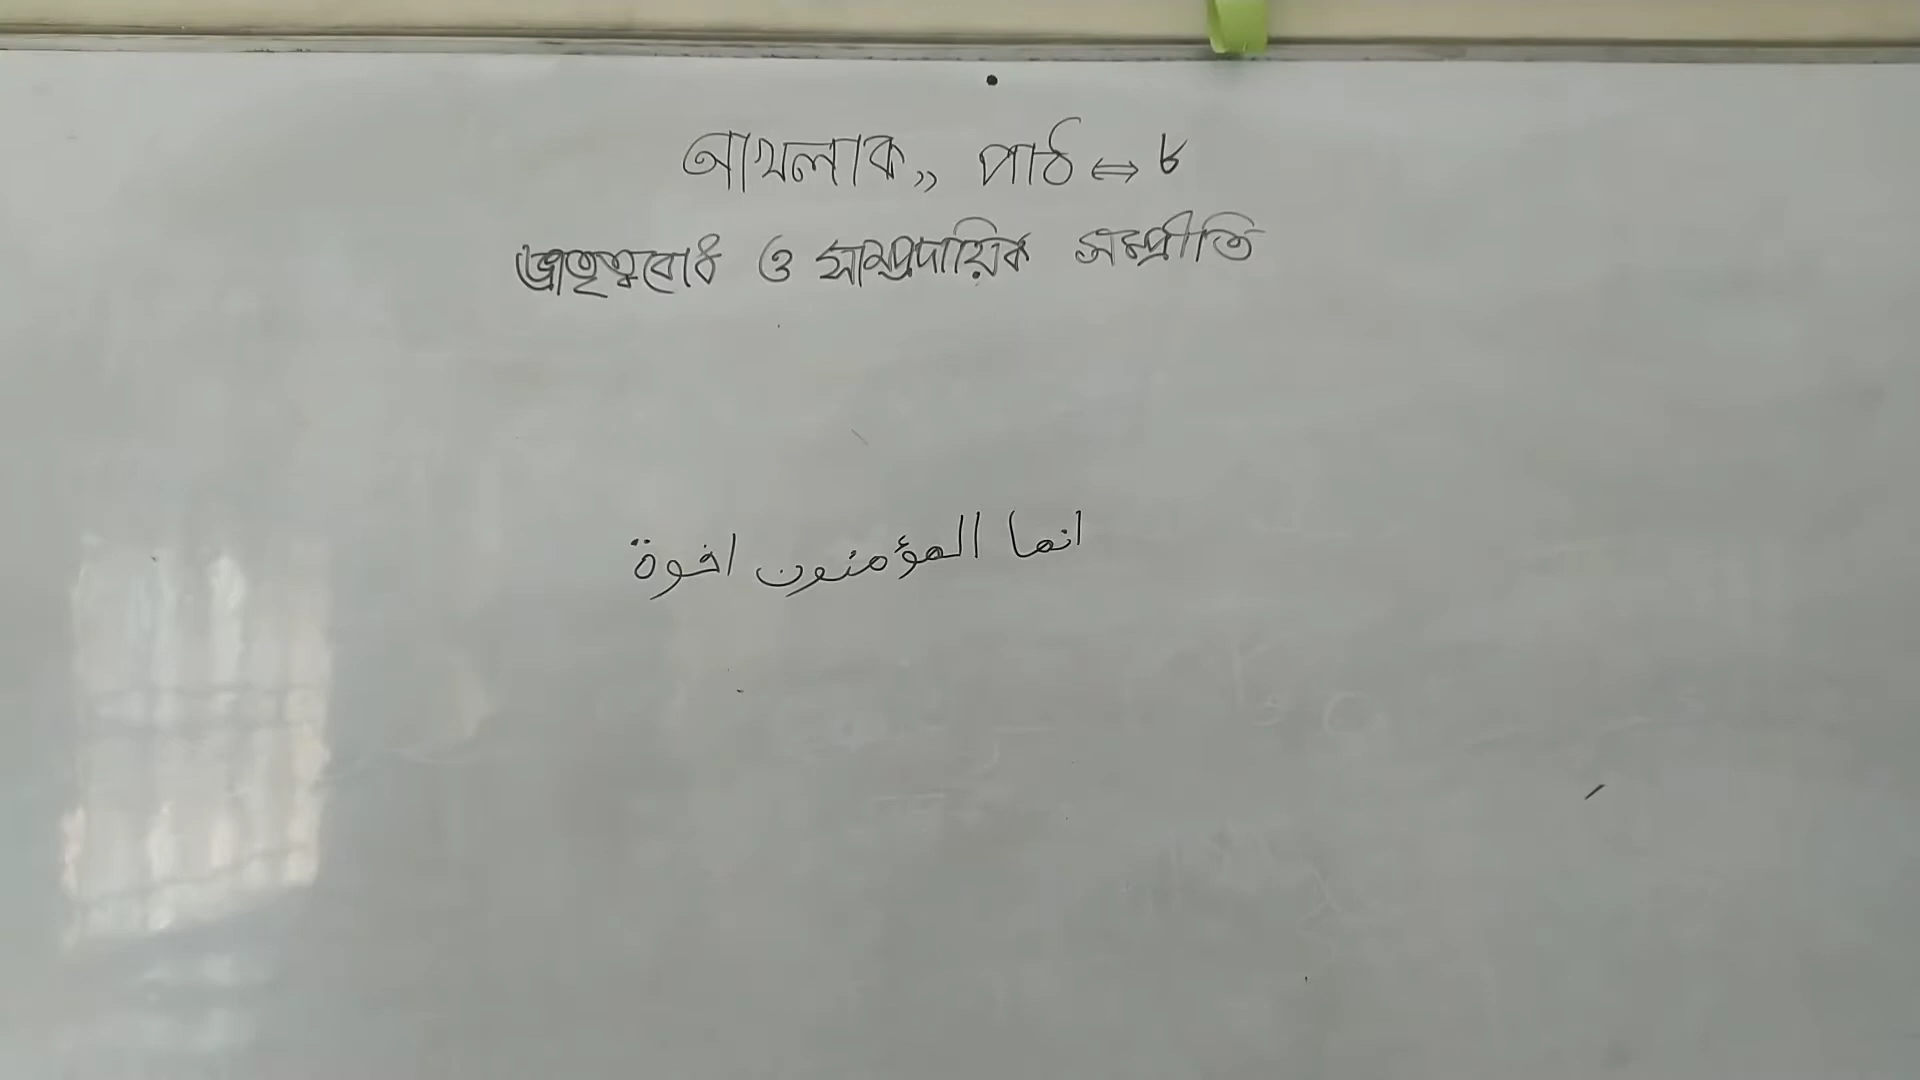 আখলাক,, পাঠ ⇔ ৮
ভ্রাতৃত্ববোধ ও সাম্প্রদায়িক সম্প্রীতি
انما المؤمنون اخوة